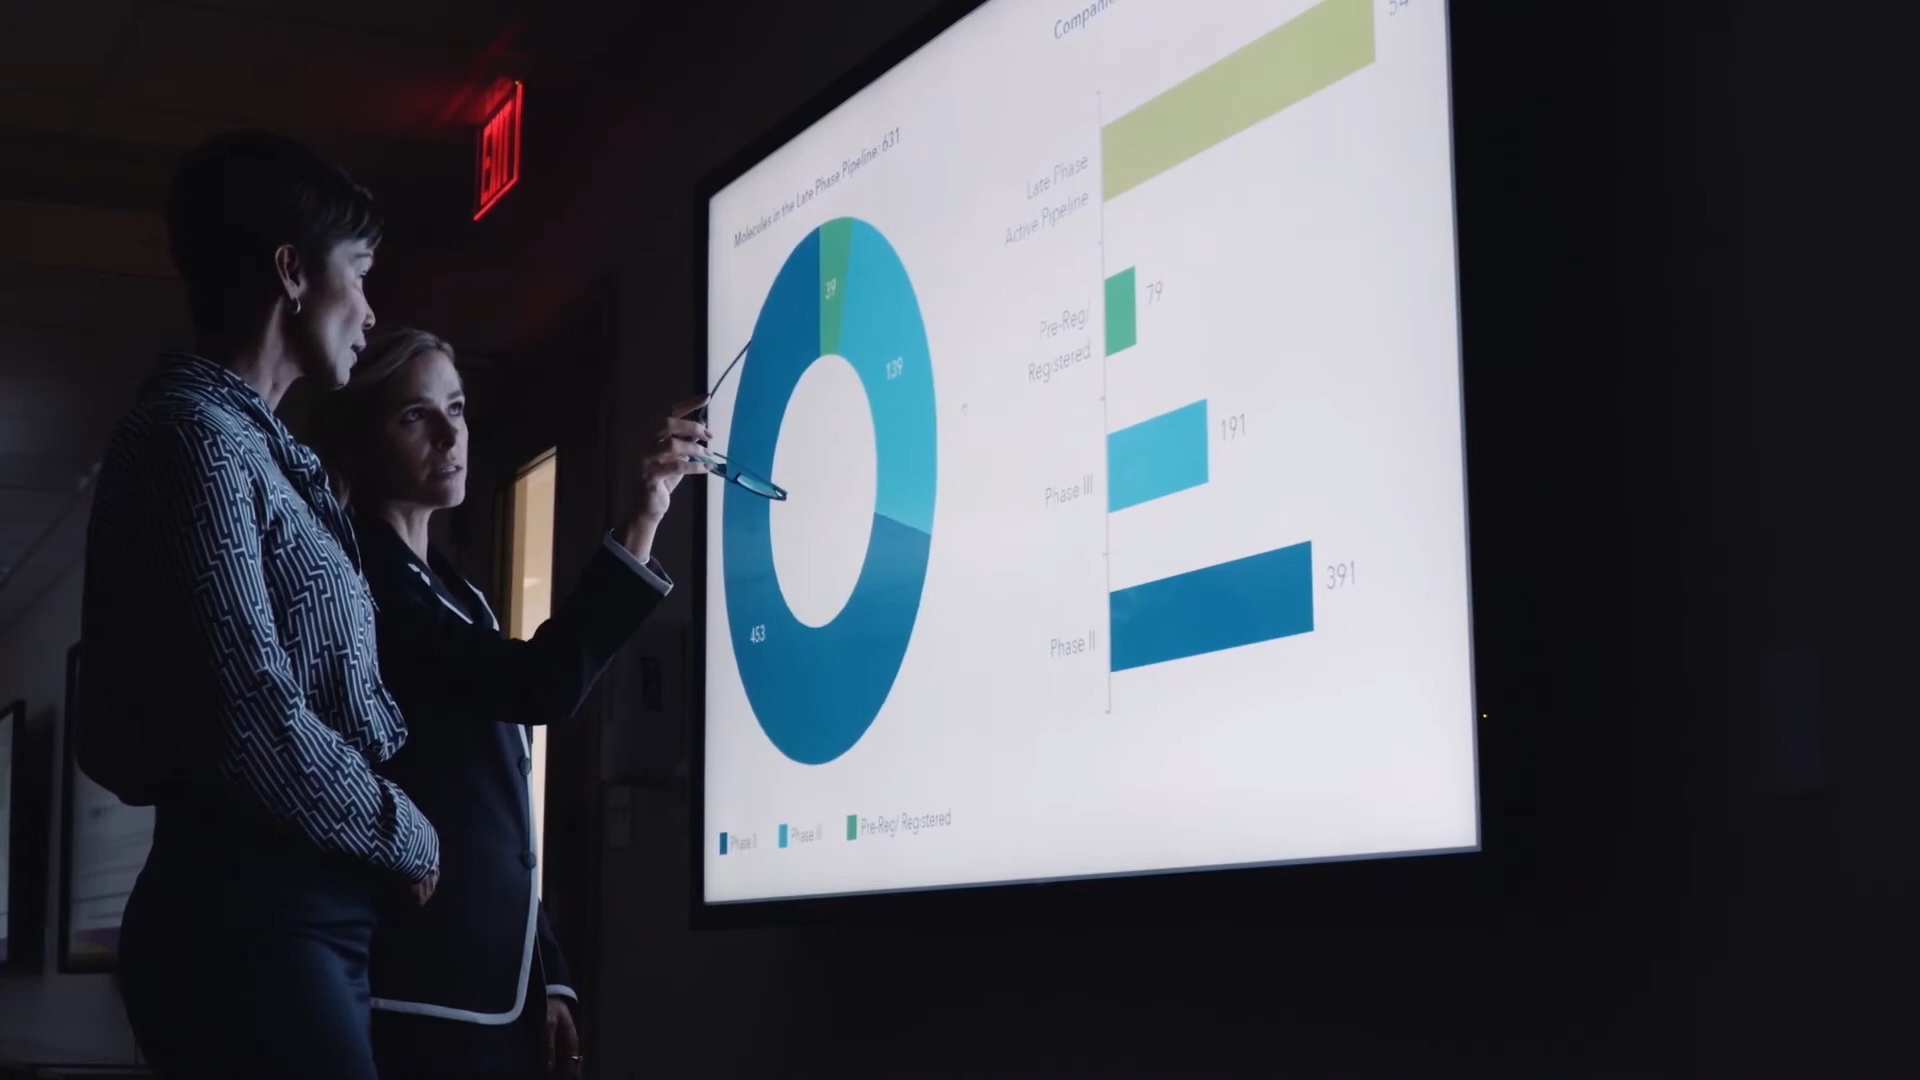 EXIT
Molecules in the Late Phase Pipeline: 631
39
139
453
Phase II
Phase III
Pre-Reg/ Registered
Late Phase
Active Pipeline
Pre-Reg/
Registered
79
Phase III
191
Phase II
391